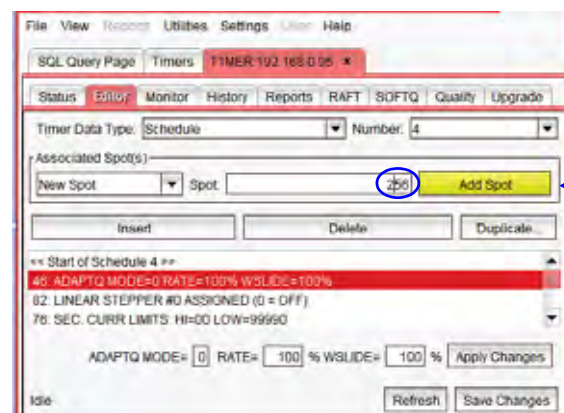 File View Reports Utilities Settings User Help
SQL Query Page Timers TIMER:192.168.0.95 ×
Status Editor Monitor History Reports RAFT SOFTQ Quality Upgrade
Timer Data Type: Schedule Number: 4
Associated Spot(s)
New Spot Spot 256 Add Spot
Insert Delete Duplicate...
<< Start of Schedule 4 >>
46: ADAPTQ MODE=0 RATE=100% WSLIDE=100%
82: LINEAR STEPPER #0 ASSIGNED (0 = OFF)
76: SEC. CURR LIMITS: HI=00 LOW=99990
ADAPTQ MODE= 0 RATE= 100 % WSLIDE= 100 % Apply Changes
Idle Refresh Save Changes